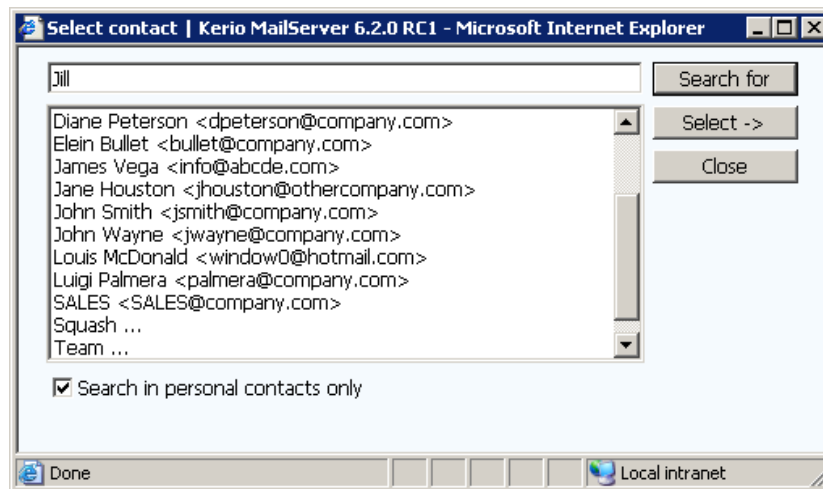 Select contact | Kerio MailServer 6.2.0 RC1 - Microsoft Internet Explorer
Jill
Search for
Diane Peterson <dpeterson@company.com>
Select ->
Elein Bullet <bullet@company.com>
James Vega <info@abcde.com>
Close
Jane Houston <jhouston@othercompany.com>
John Smith <jsmith@company.com>
John Wayne <jwayne@company.com>
Louis McDonald <window0@hotmail.com>
Luigi Palmera <palmera@company.com>
SALES <SALES@company.com>
Squash ...
Team ...
Search in personal contacts only
Done
Local intranet